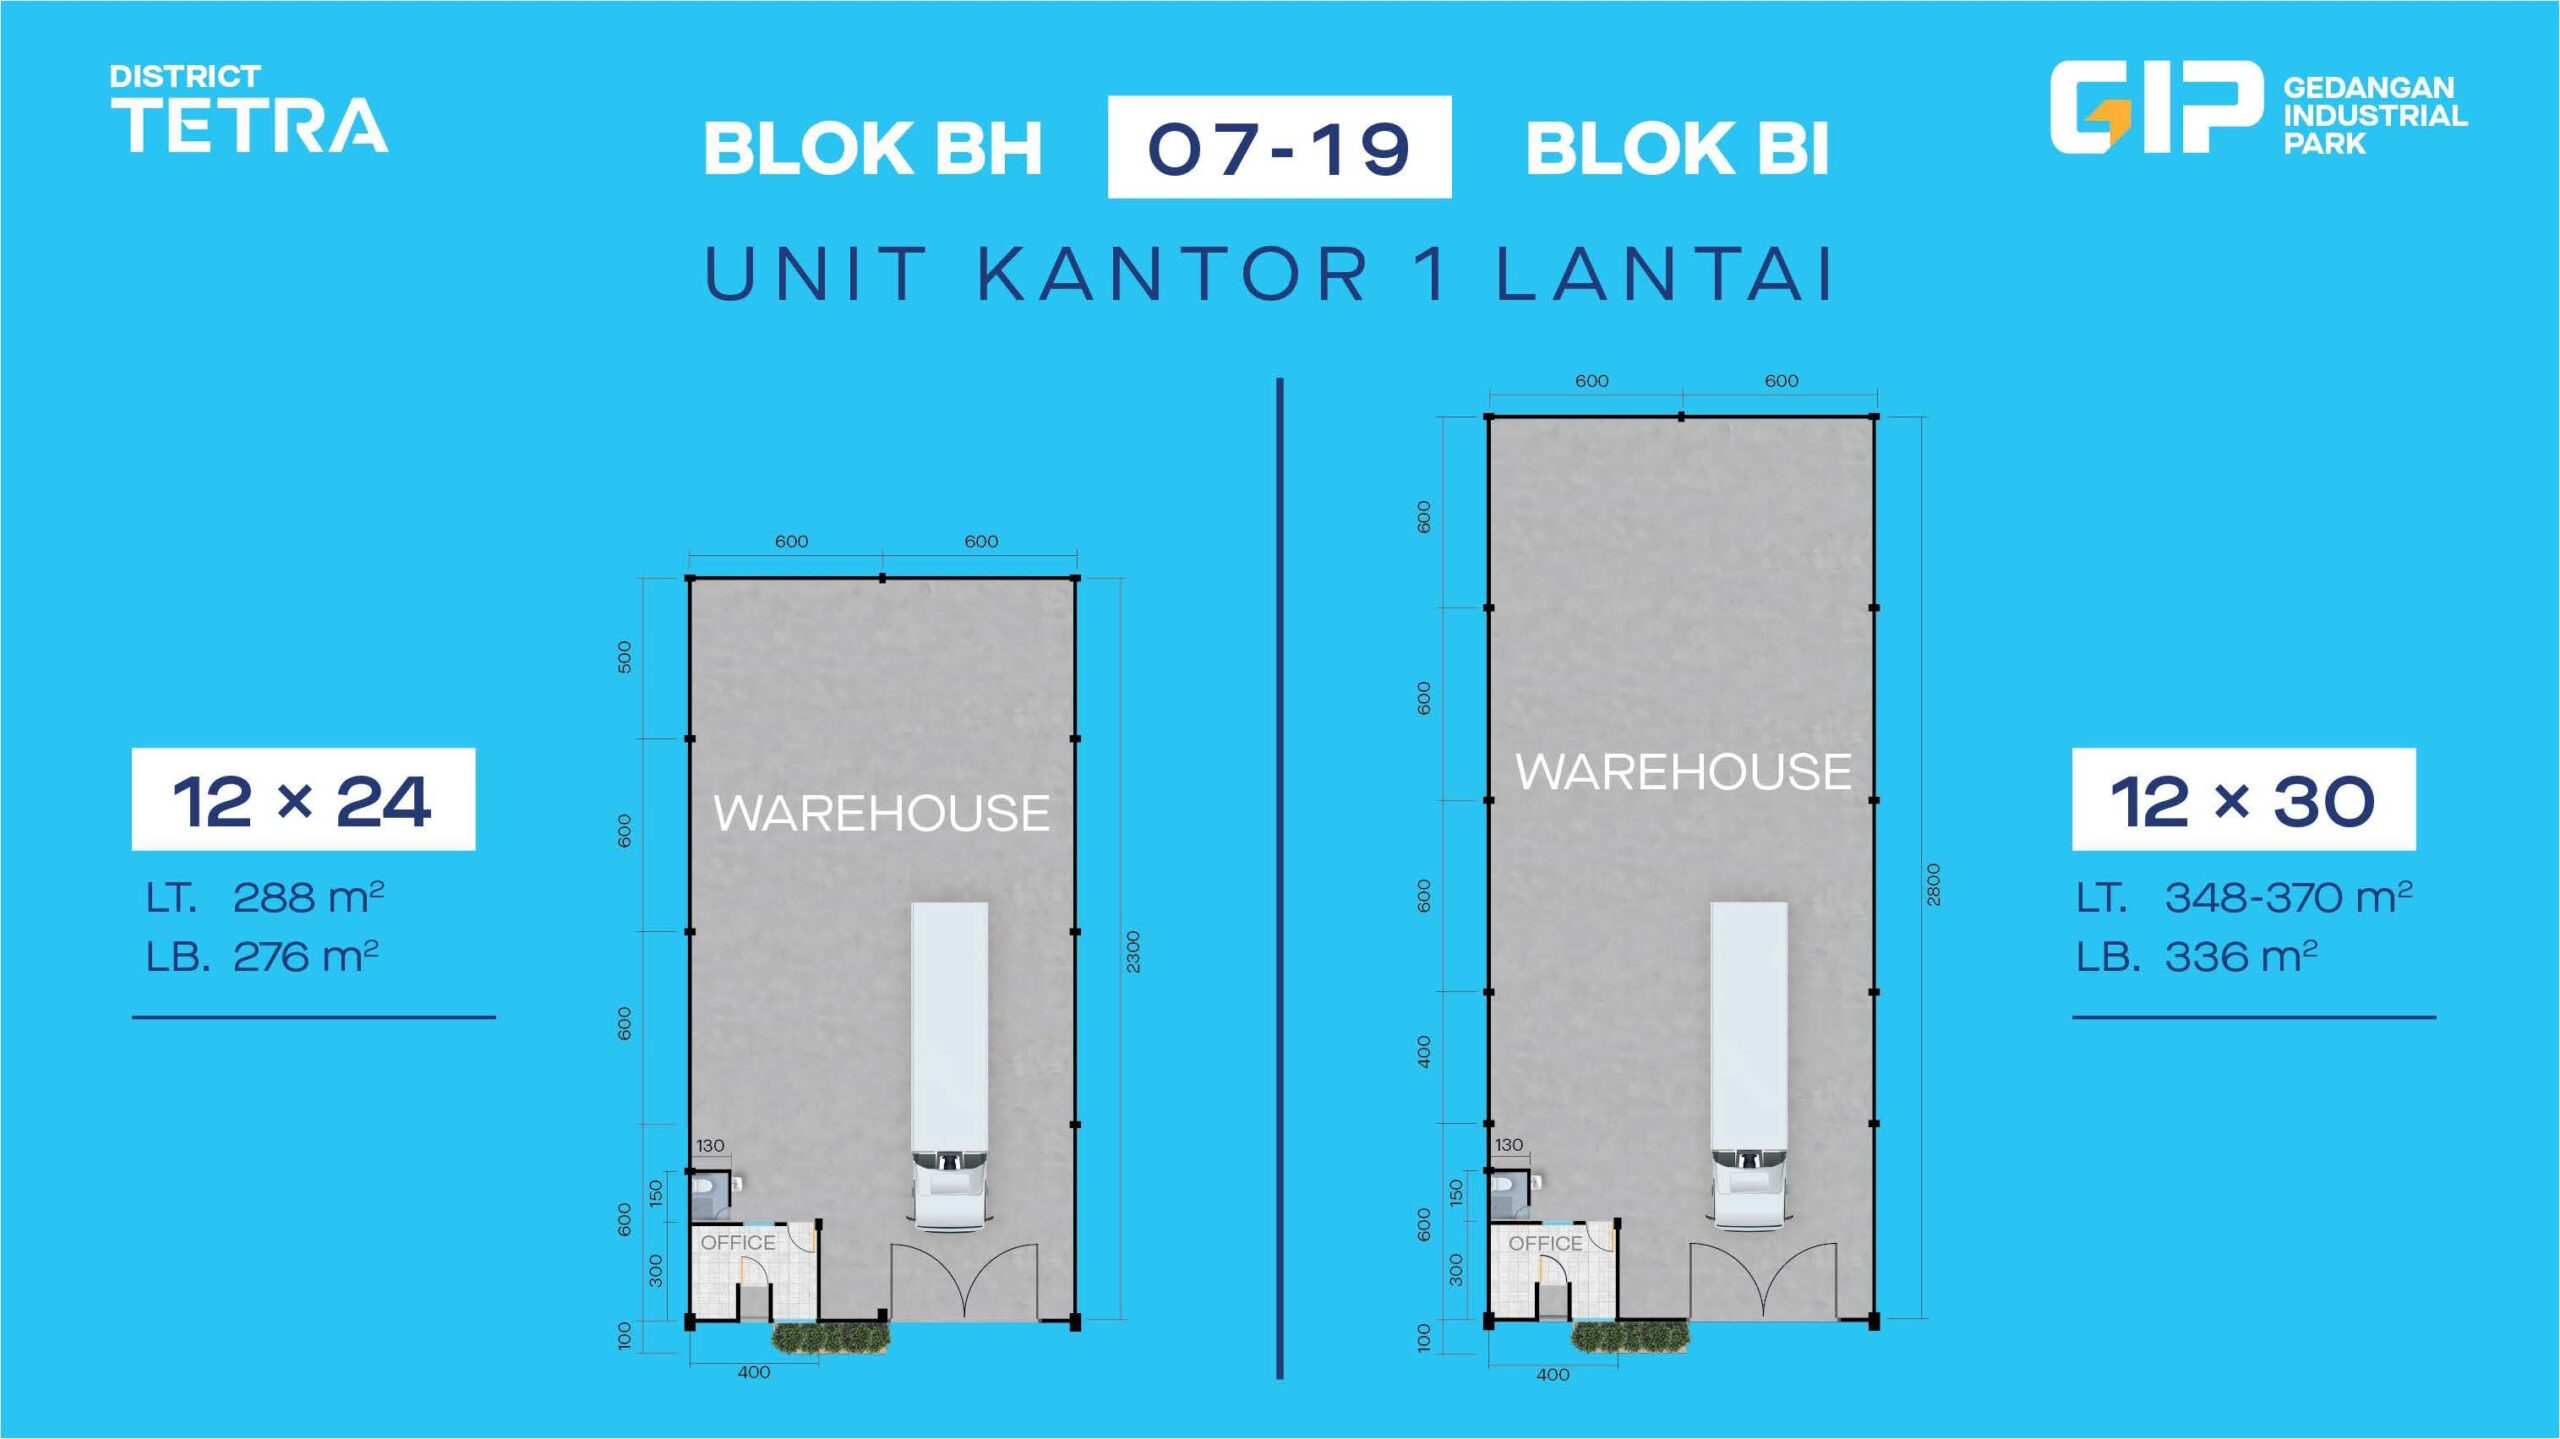 DISTRICT
TETRA
BLOK BH 07-19 BLOK BI
UNIT KANTOR 1 LANTAI
GIP
GEDANGAN
INDUSTRIAL
PARK
12 × 24
LT. 288 m²
LB. 276 m²
600 600
500
600
600
600
100
150
300
130
400
2300
WAREHOUSE
OFFICE
600 600
600
600
600
400
600
100
150
300
130
400
2800
WAREHOUSE
OFFICE
12 × 30
LT. 348-370 m²
LB. 336 m²